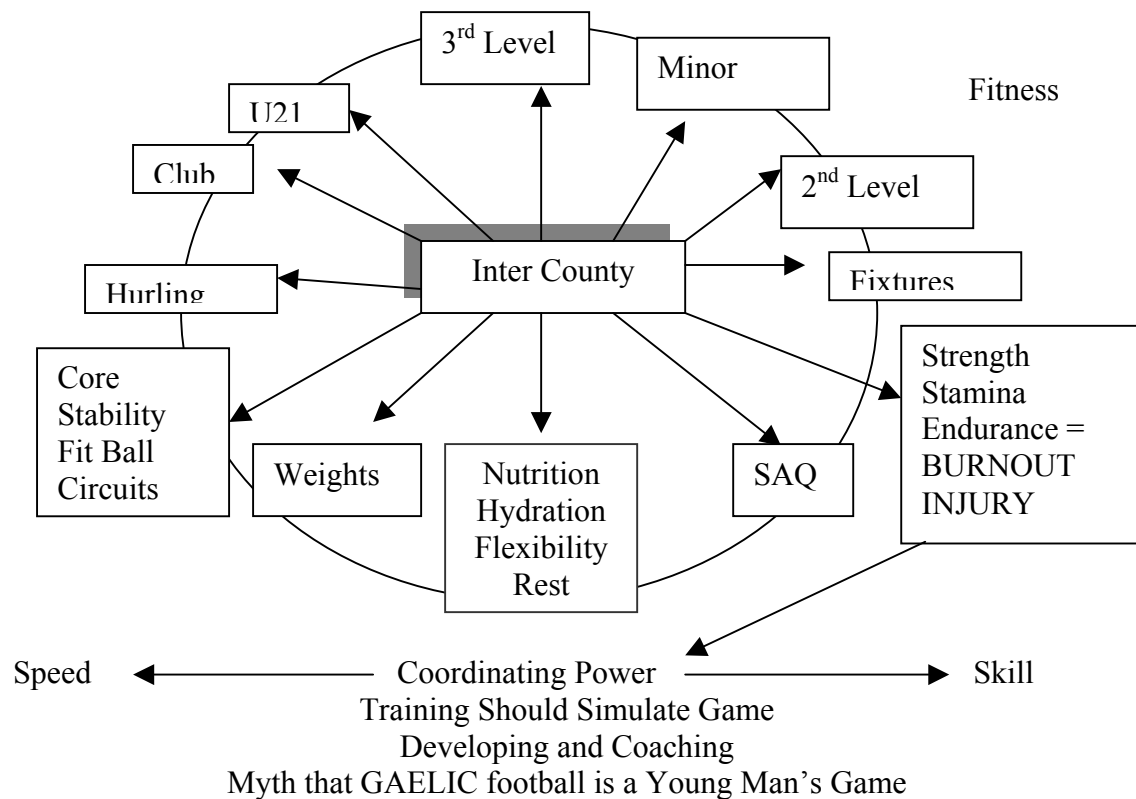 3rd Level
Minor
Fitness
U21
Club
2nd Level
Inter County
Hurling
Fixtures
Core
Stability
Fit Ball
Circuits
Weights
Nutrition
Hydration
Flexibility
Rest
SAQ
Strength
Stamina
Endurance =
BURNOUT
INJURY
Speed
Coordinating Power
Skill
Training Should Simulate Game
Developing and Coaching
Myth that GAELIC football is a Young Man's Game